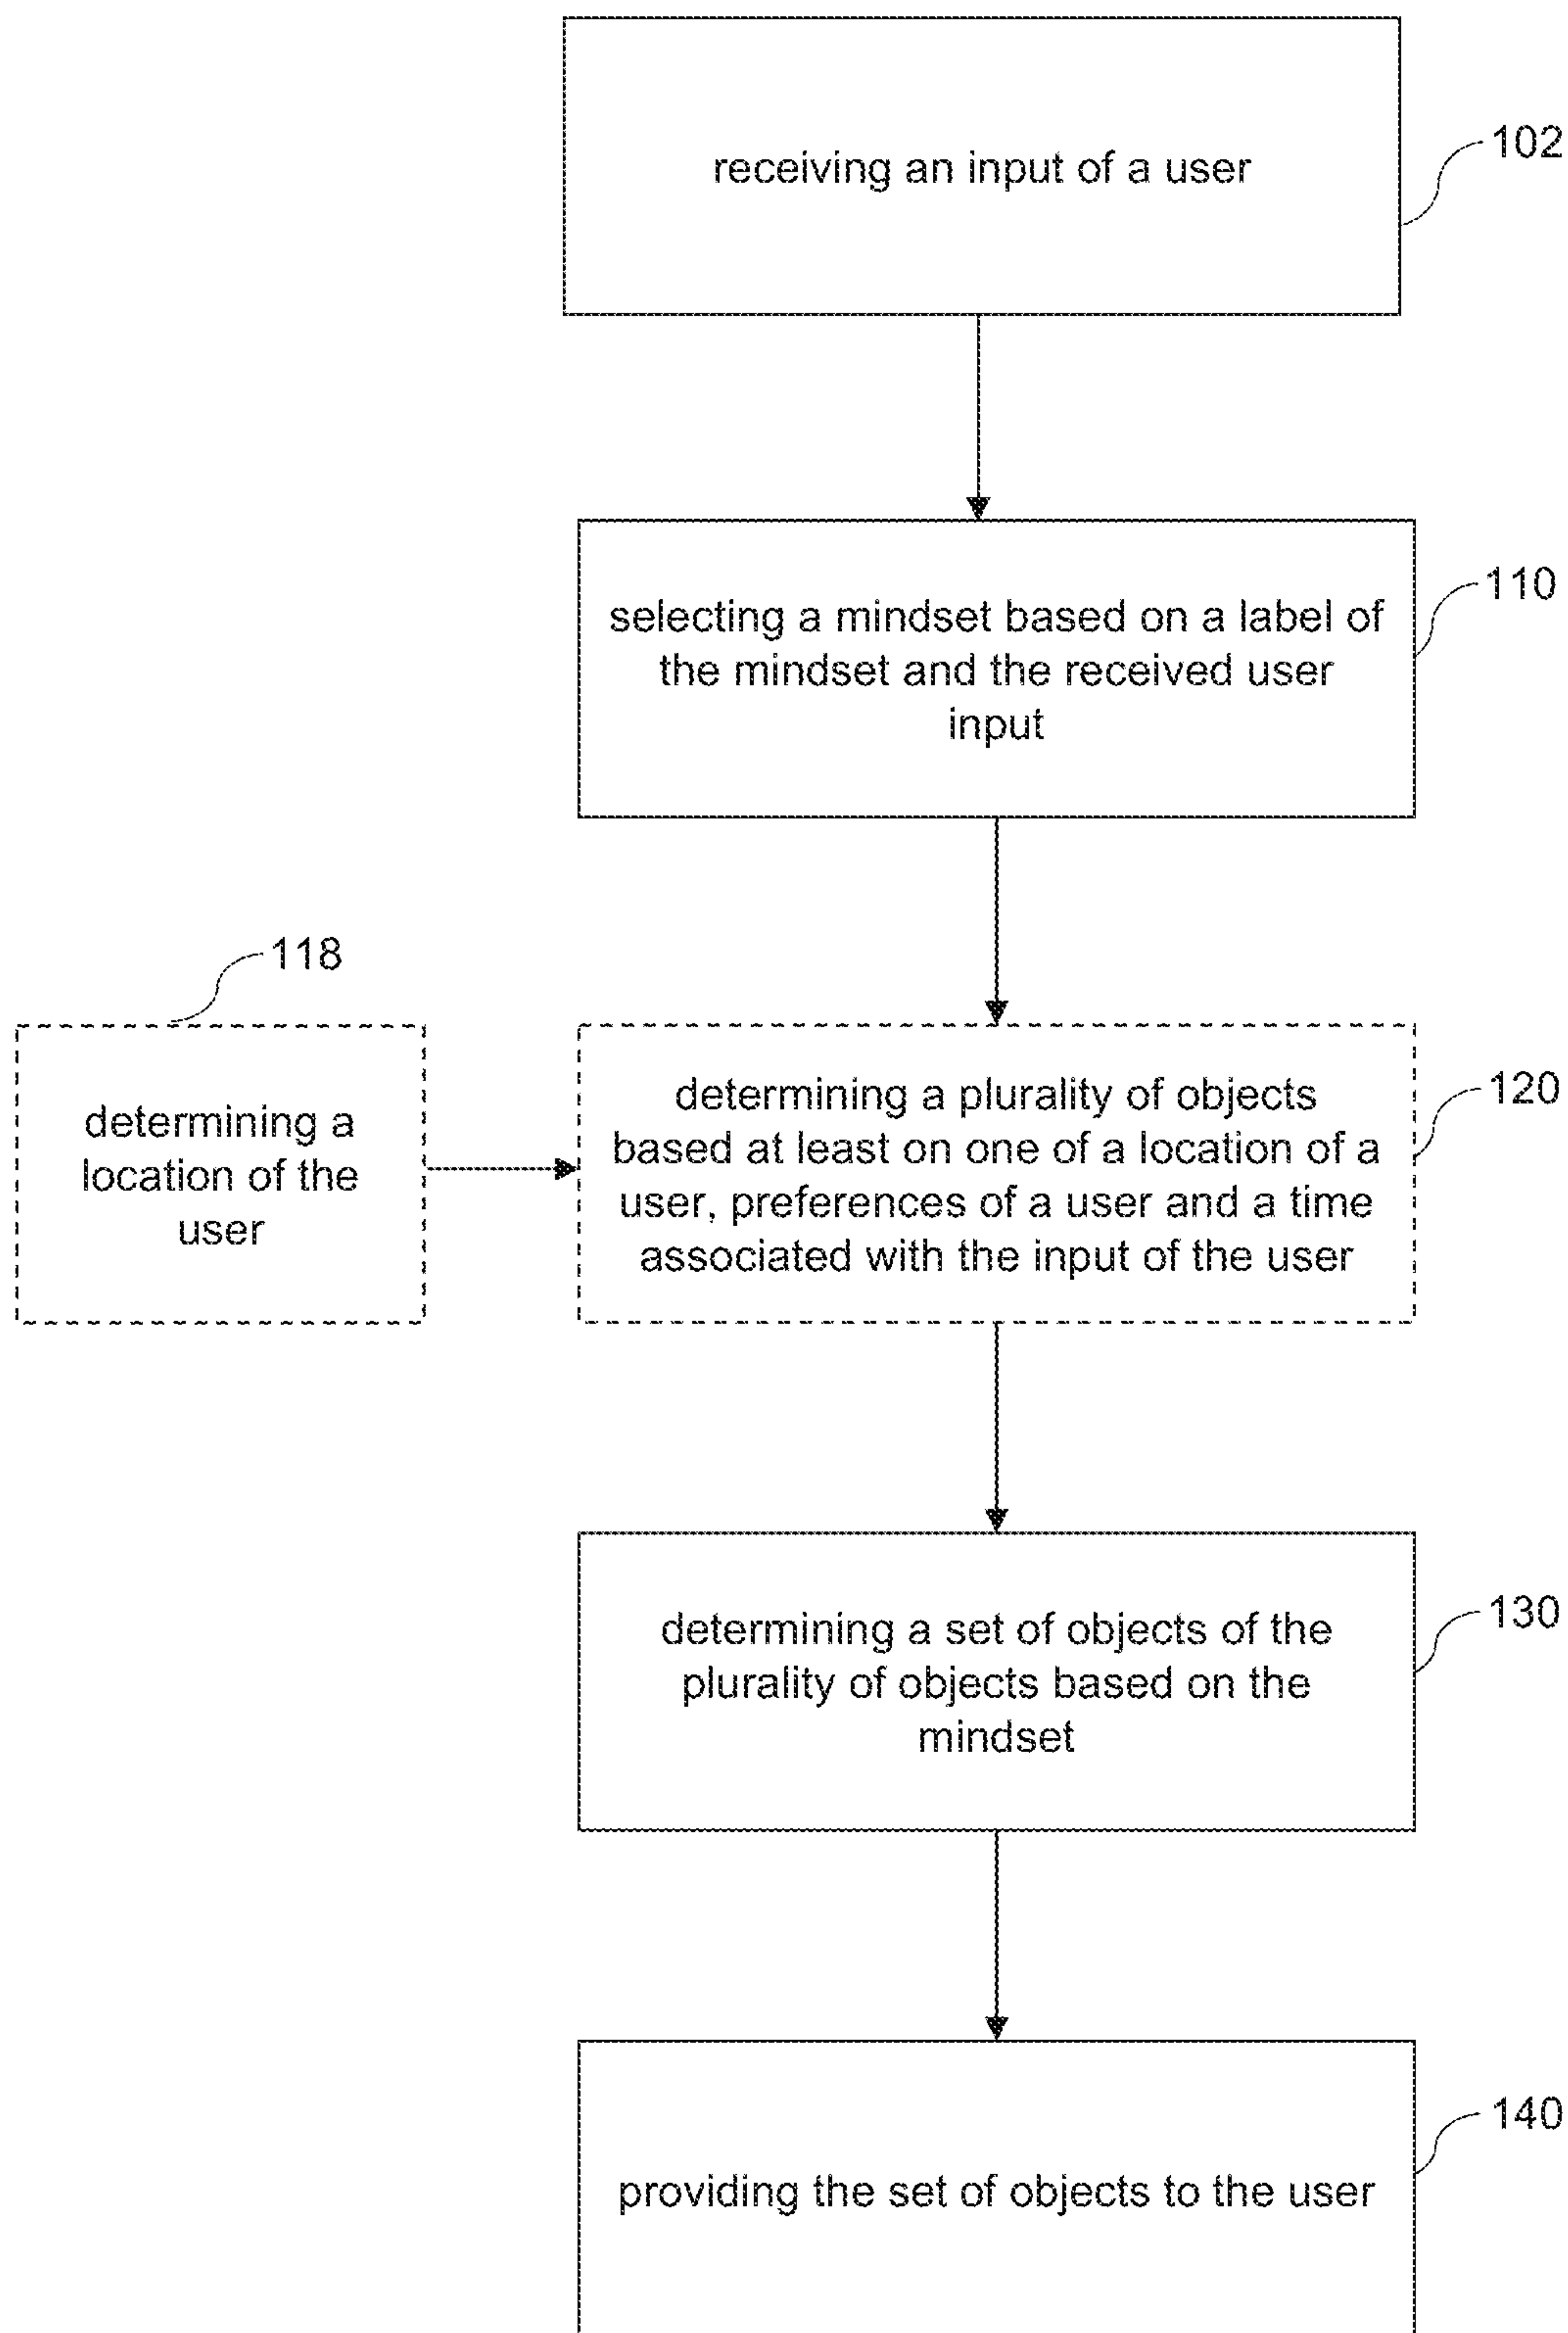 receiving an input of a user
102
selecting a mindset based on a label of
the mindset and the received user
input
110
118
determining a
location of the
user
determining a plurality of objects
based at least on one of a location of a
user, preferences of a user and a time
associated with the input of the user
120
determining a set of objects of the
plurality of objects based on the
mindset
130
providing the set of objects to the user
140